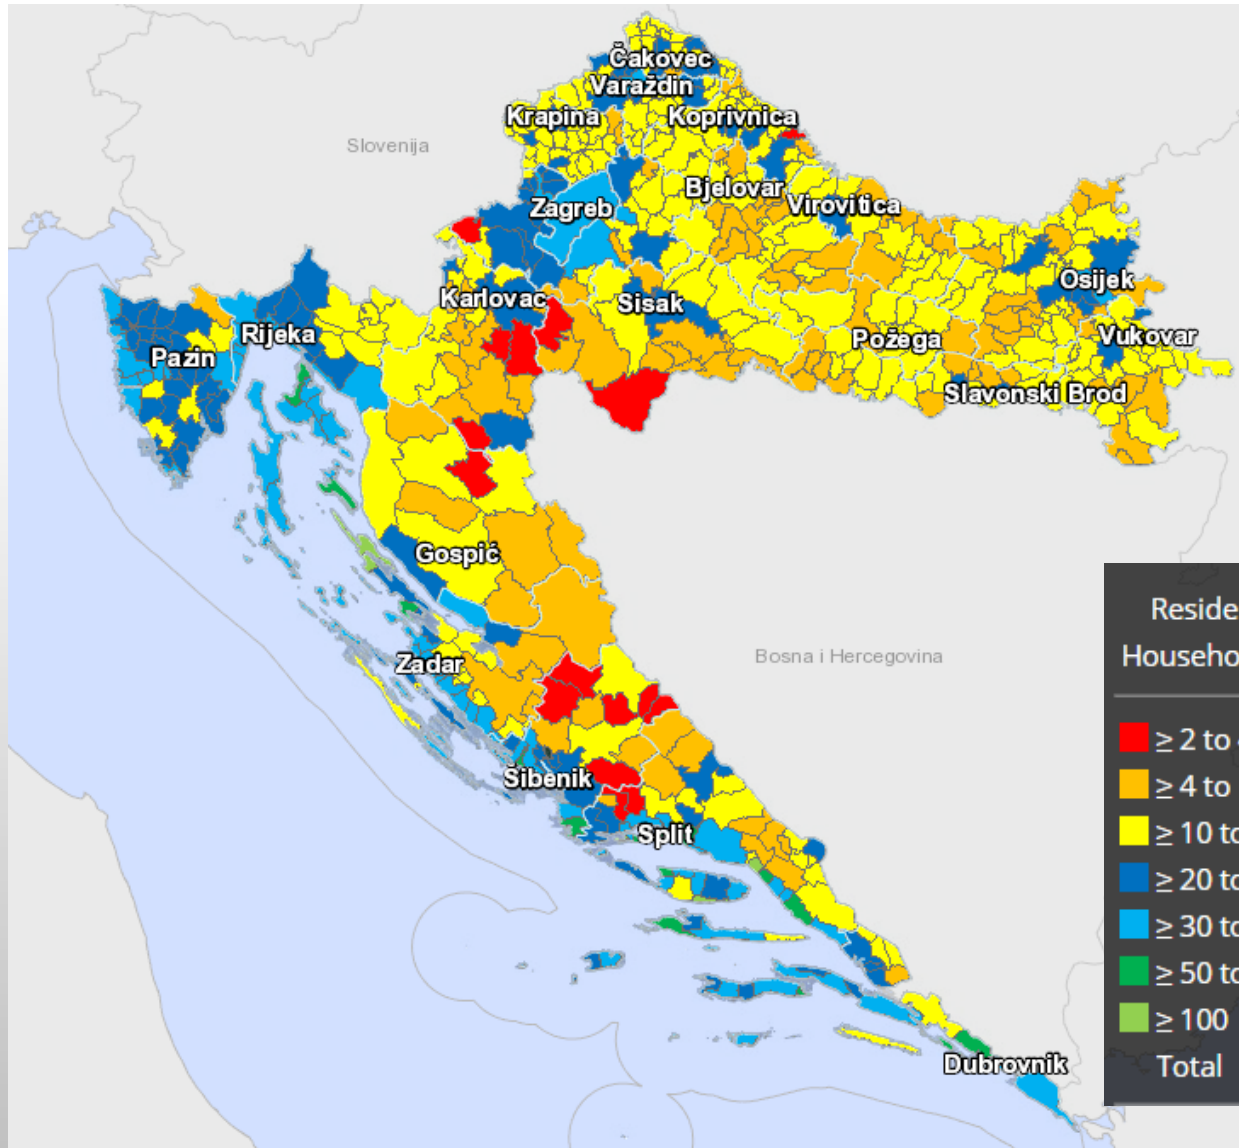 Čakovec
Varaždin
Krapina
Koprivnica
Slovenija
Bjelovar
Virovitica
Zagreb
Osijek
Karlovac
Sisak
Rijeka
Požega
Vukovar
Pazin
Slavonski Brod
Gospić
Bosna i Hercegovina
Zadar
Šibenik
Split
Dubrovnik
Reside
Househo
≥ 2 to
≥ 4 to
≥ 10 to
≥ 20 to
≥ 30 to
≥ 50 to
≥ 100
Total